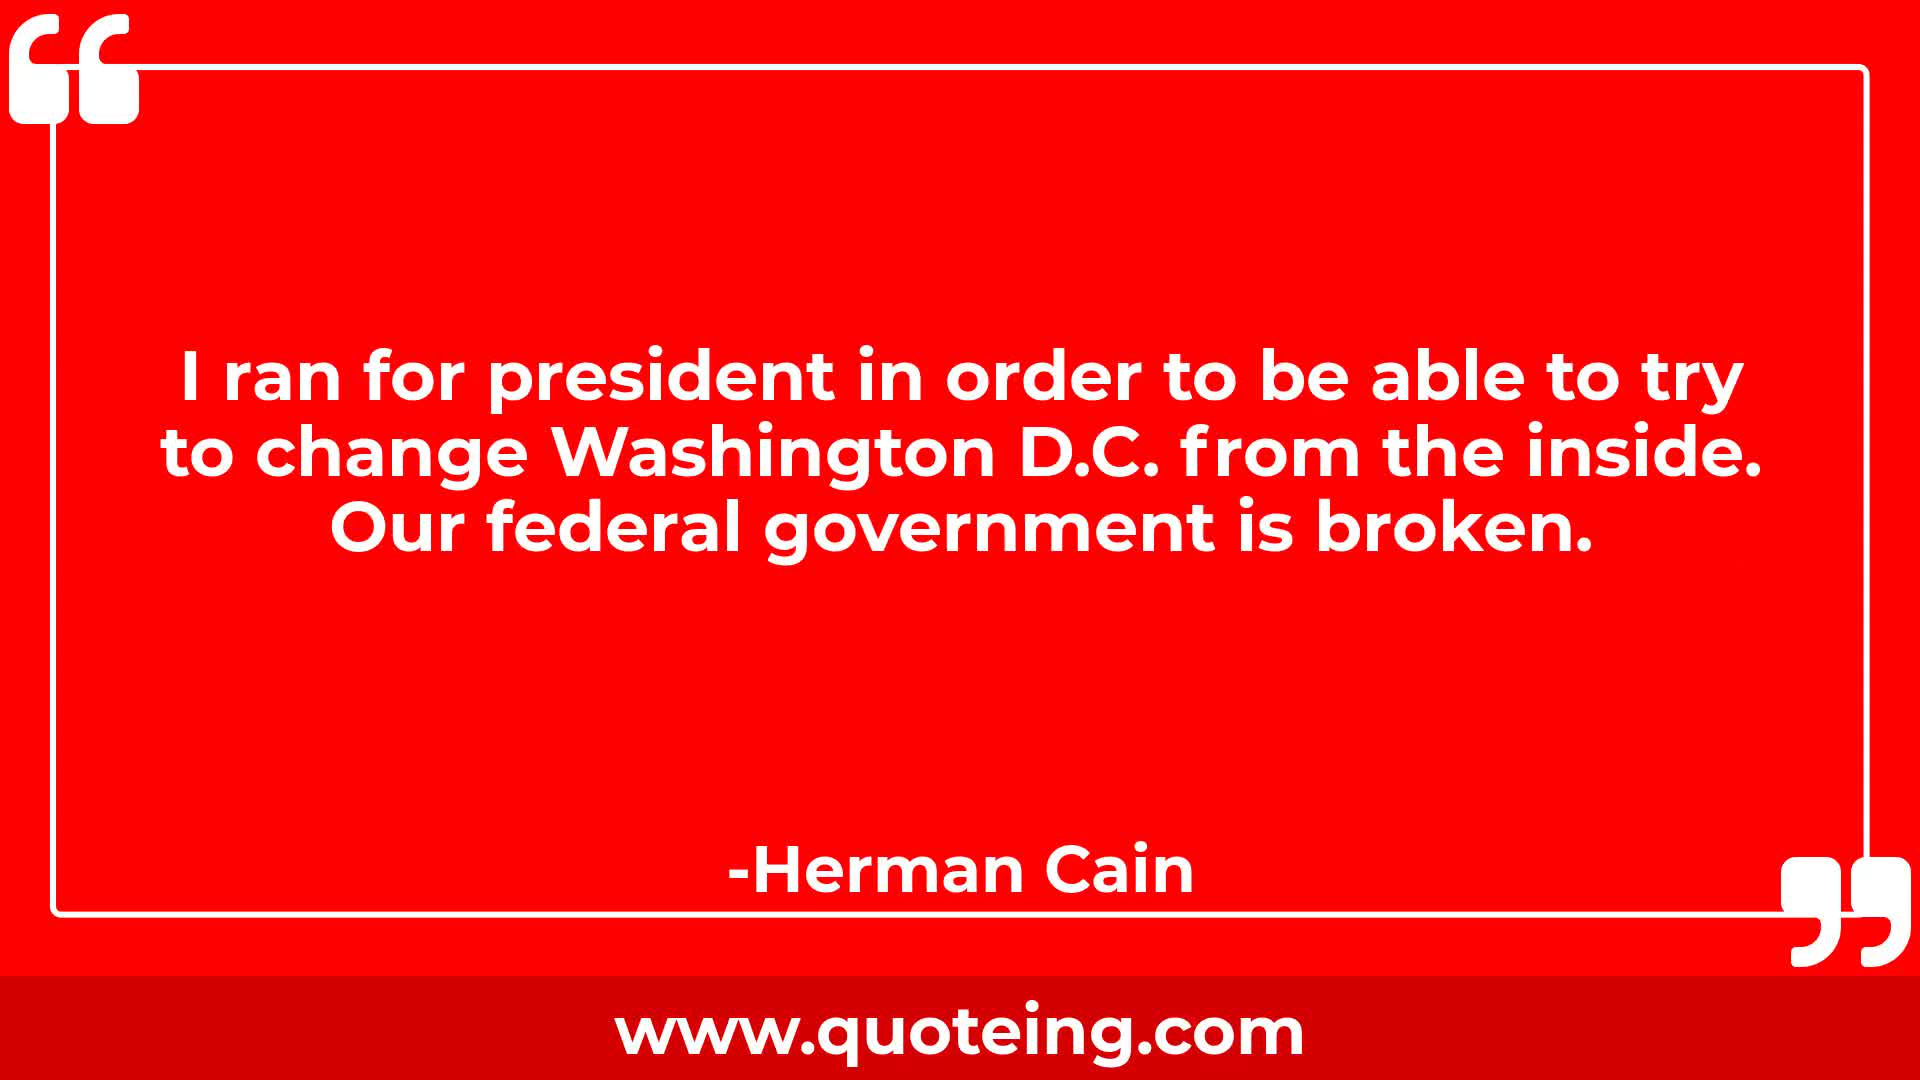 I ran for president in order to be able to try
to change Washington D.C. from the inside.
Our federal government is broken.
-Herman Cain
www.quoteing.com